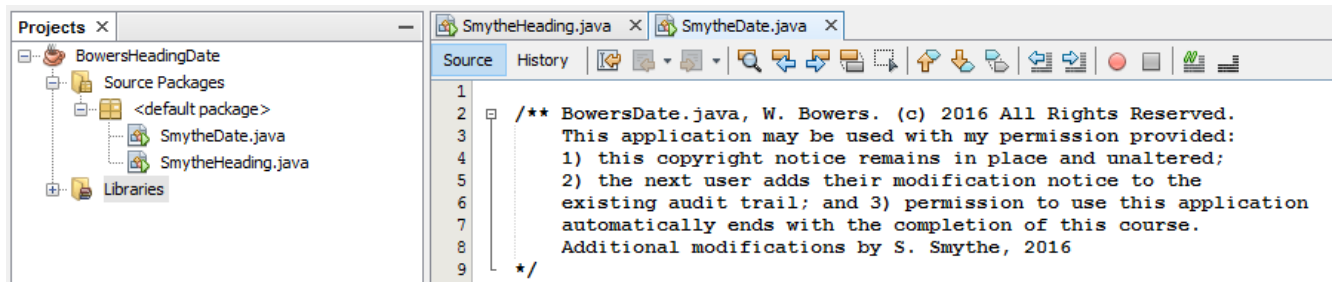 Projects
BowersHeadingDate
Source Packages
<default package>
SmytheDate.java
SmytheHeading.java
Libraries
SmytheHeading.java SmytheDate.java
Source History
1
2 /** BowersDate.java, W. Bowers. (c) 2016 All Rights Reserved.
3 This application may be used with my permission provided:
4 1) this copyright notice remains in place and unaltered;
5 2) the next user adds their modification notice to the
6 existing audit trail; and 3) permission to use this application
7 automatically ends with the completion of this course.
8 Additional modifications by S. Smythe, 2016
9 */